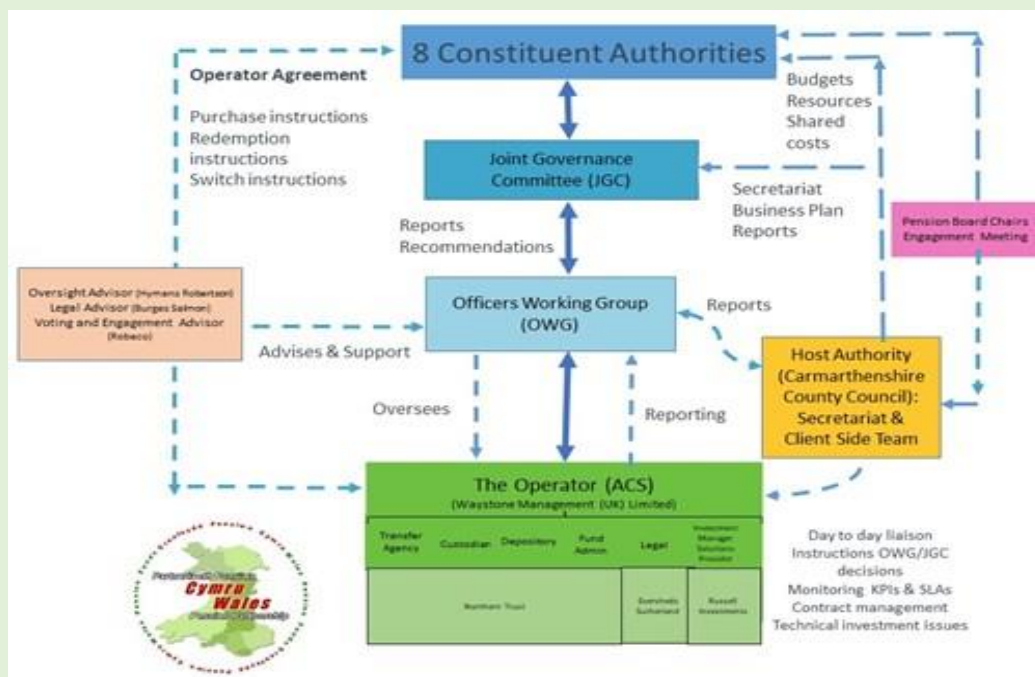 8 Constituent Authorities
Operator Agreement
Purchase instructions
Redemption
instructions
Switch instructions
Budgets
Resources
Shared
costs
Joint Governance
Committee (JGC)
Secretariat
Business Plan
Reports
Pension Board Chairs
Engagement Meeting
Reports
Recommendations
Oversight Advisor (Hymans Robertson)
Legal Advisor (Burges Salmon)
Voting and Engagement Advisor
(Robeco)
Advises & Support
Officers Working Group
(OWG)
Reports
Host Authority
(Carmarthenshire
County Council):
Secretariat &
Client Side Team
Oversees
Reporting
The Operator (ACS)
(Waystone Management (UK) Limited)
Transfer
Agency
Custodian
Depository
Fund
Admin
Legal
Investment
Manager
Solutions
Provider
Northern Trust
Eversheds
Sutherland
Russell
Investments
Day to day liaison
Instructions OWG/JGC
decisions
Monitoring KPIs & SLAs
Contract management
Technical investment issues
Cymru
Wales